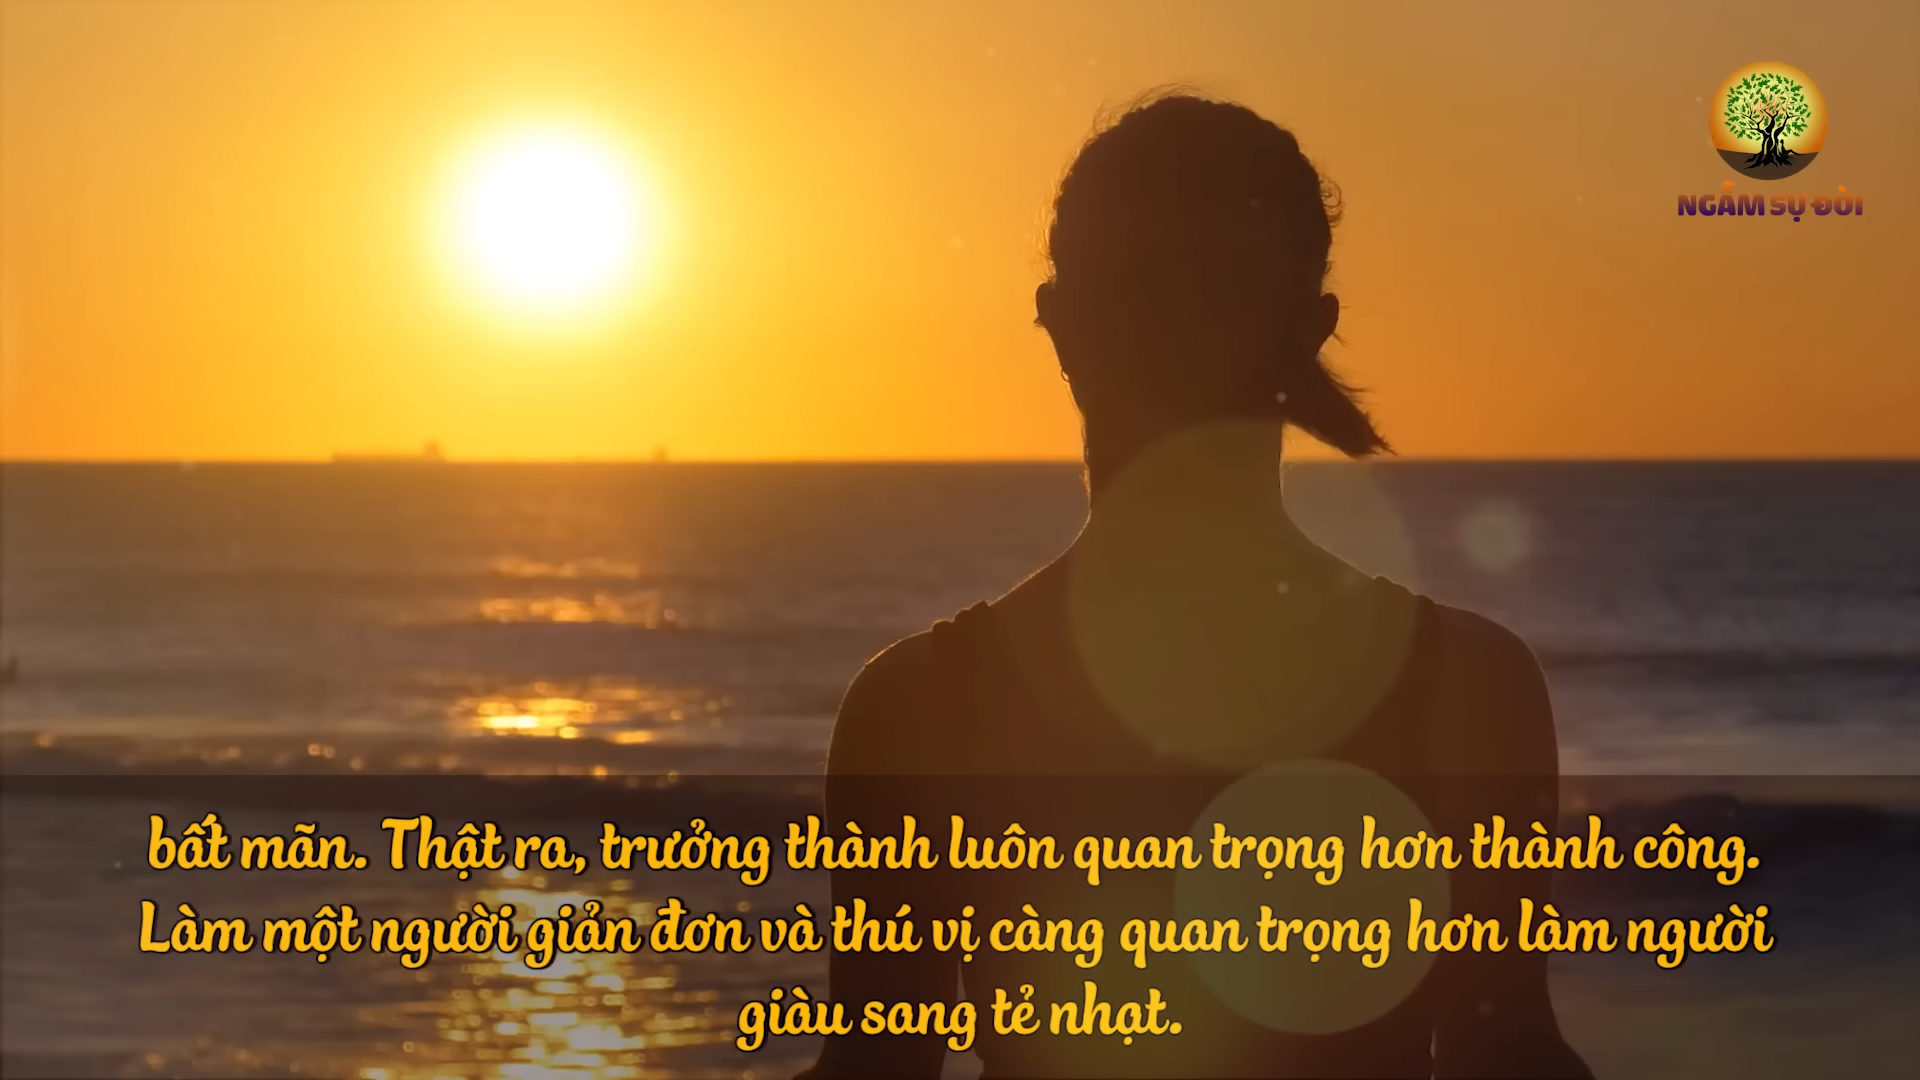 NGẪM SỰ ĐỜI
bất mãn. Thật ra, trưởng thành luôn quan trọng hơn thành công.
Làm một người giản đơn và thú vị càng quan trọng hơn làm người
giàu sang tẻ nhạt.